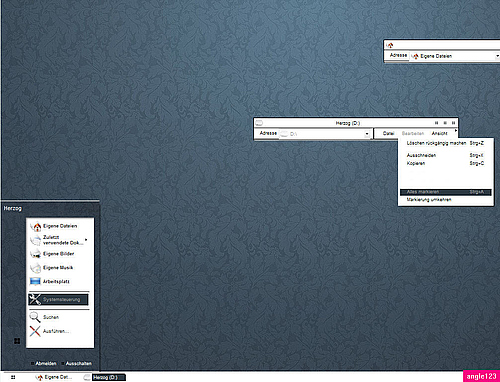 Adresse Eigene Dateien
Herzog (D:)
Adresse D:\ Datei Bearbeiten Ansicht
Löschen rückgängig machen Strg+Z
Ausschneiden Strg+X
Kopieren Strg+C
Alles markieren Strg+A
Markierung umkehren
Herzog
Eigene Dateien
Zuletzt
verwendete Dok...
Eigene Bilder
Eigene Musik
Arbeitsplatz
Systemsteuerung
Suchen
Ausführen...
Abmelden Ausschalten
Eigene Dat... Herzog (D:)
angle123